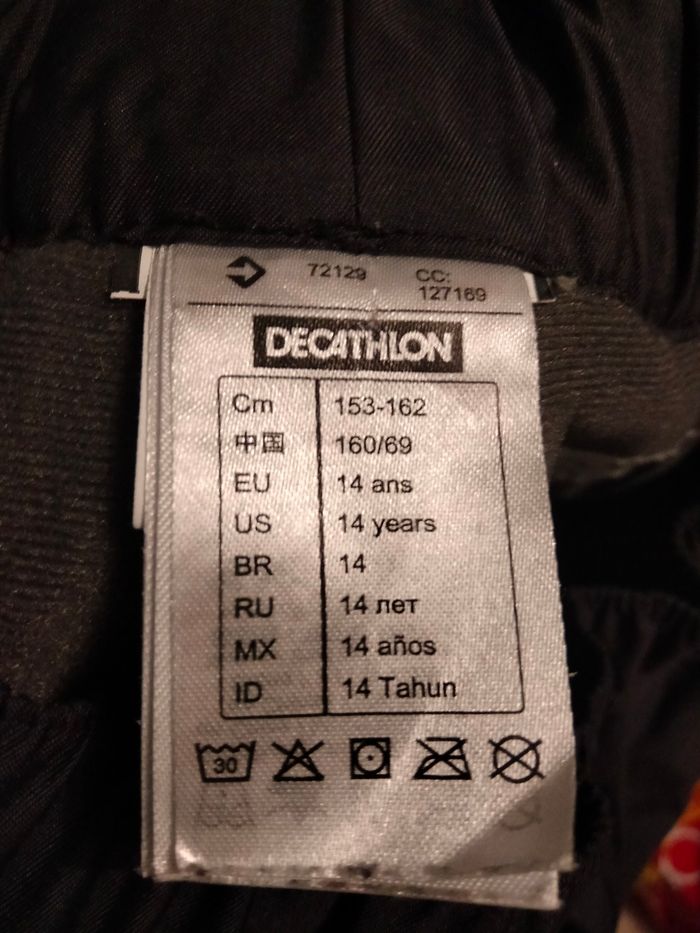 72129 CC: 127169
DECATHLON
Cm 153-162
中国 160/69
EU 14 ans
US 14 years
BR 14
RU 14 лет
MX 14 años
ID 14 Tahun
30